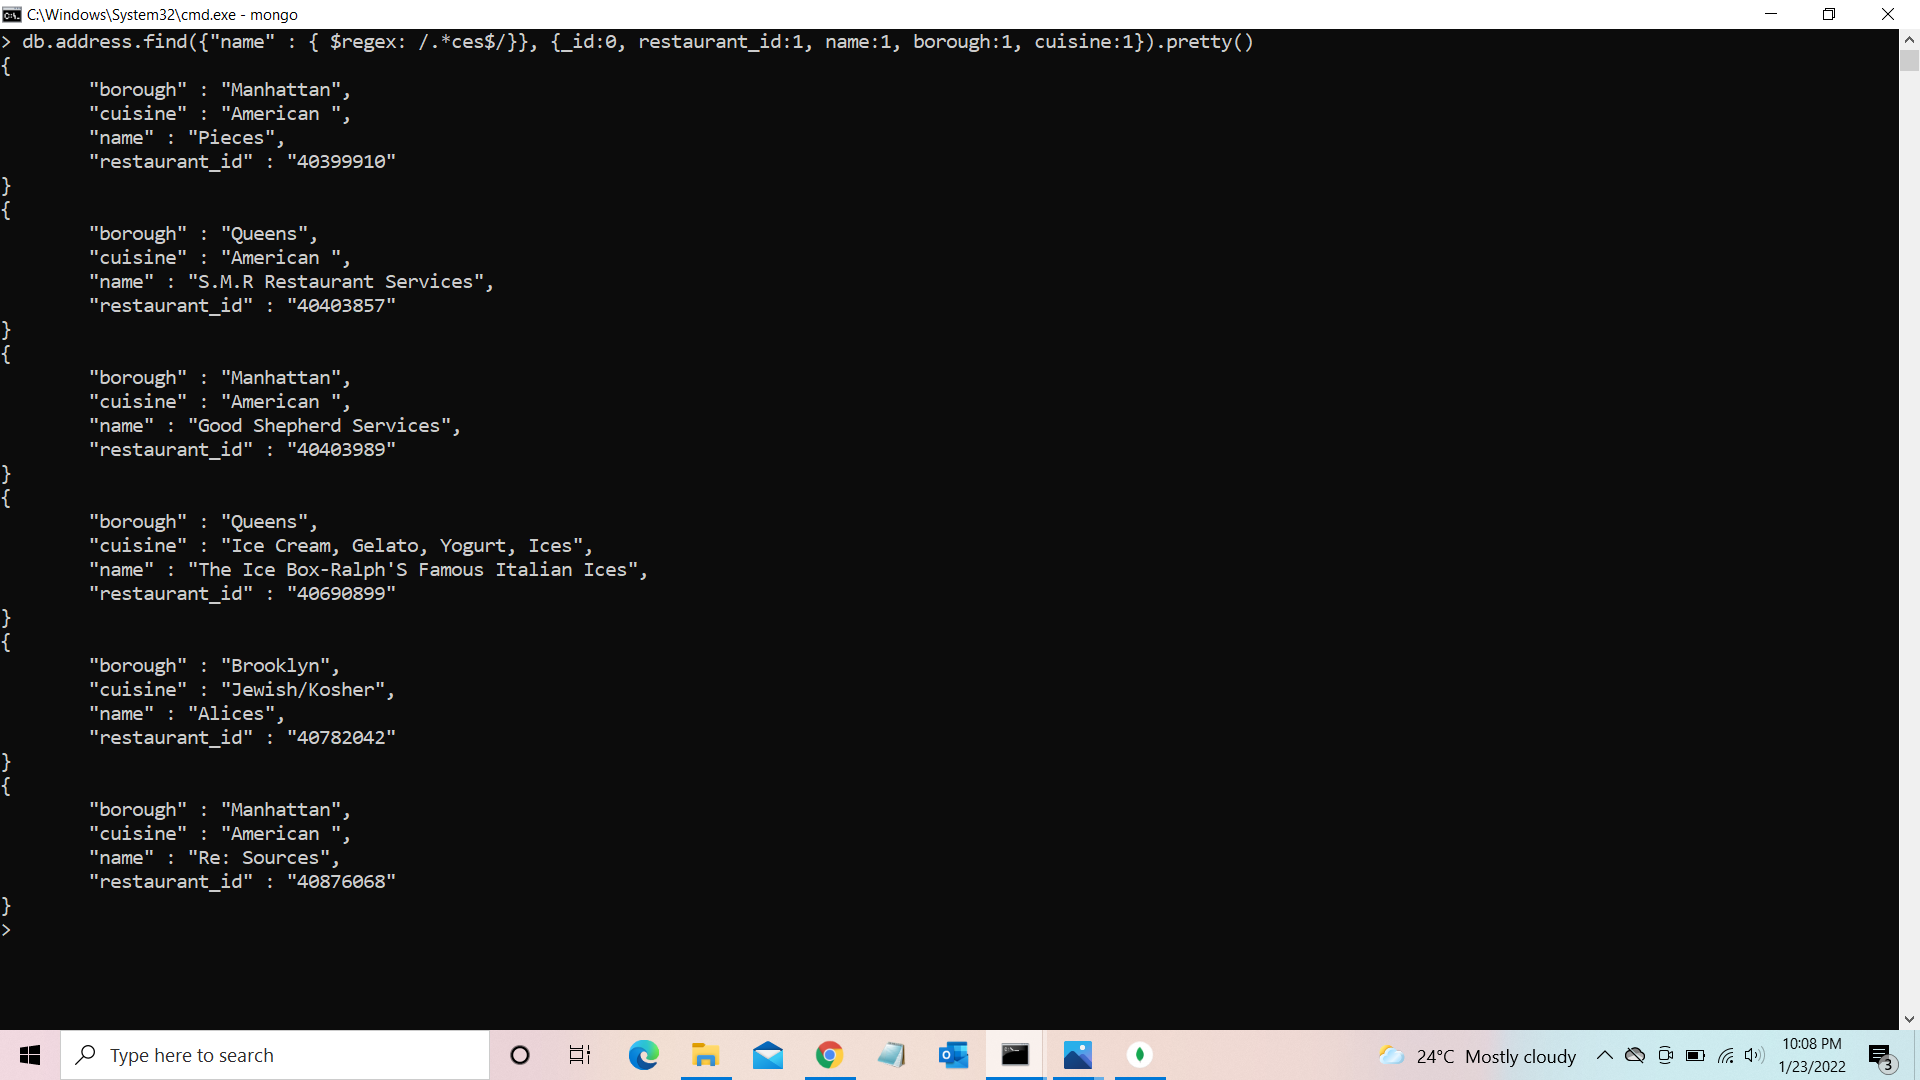 C:\Windows\System32\cmd.exe - mongo
> db.address.find({"name" : { $regex: /.*ces$/}}, {_id:0, restaurant_id:1, name:1, borough:1, cuisine:1}).pretty()
{
"borough" : "Manhattan",
"cuisine" : "American ",
"name" : "Pieces",
"restaurant_id" : "40399910"
}
{
"borough" : "Queens",
"cuisine" : "American ",
"name" : "S.M.R Restaurant Services",
"restaurant_id" : "40403857"
}
{
"borough" : "Manhattan",
"cuisine" : "American ",
"name" : "Good Shepherd Services",
"restaurant_id" : "40403989"
}
{
"borough" : "Queens",
"cuisine" : "Ice Cream, Gelato, Yogurt, Ices",
"name" : "The Ice Box-Ralph'S Famous Italian Ices",
"restaurant_id" : "40690899"
}
{
"borough" : "Brooklyn",
"cuisine" : "Jewish/Kosher",
"name" : "Alices",
"restaurant_id" : "40782042"
}
{
"borough" : "Manhattan",
"cuisine" : "American ",
"name" : "Re: Sources",
"restaurant_id" : "40876068"
}
>
Type here to search
24°C Mostly cloudy
10:08 PM
1/23/2022
3